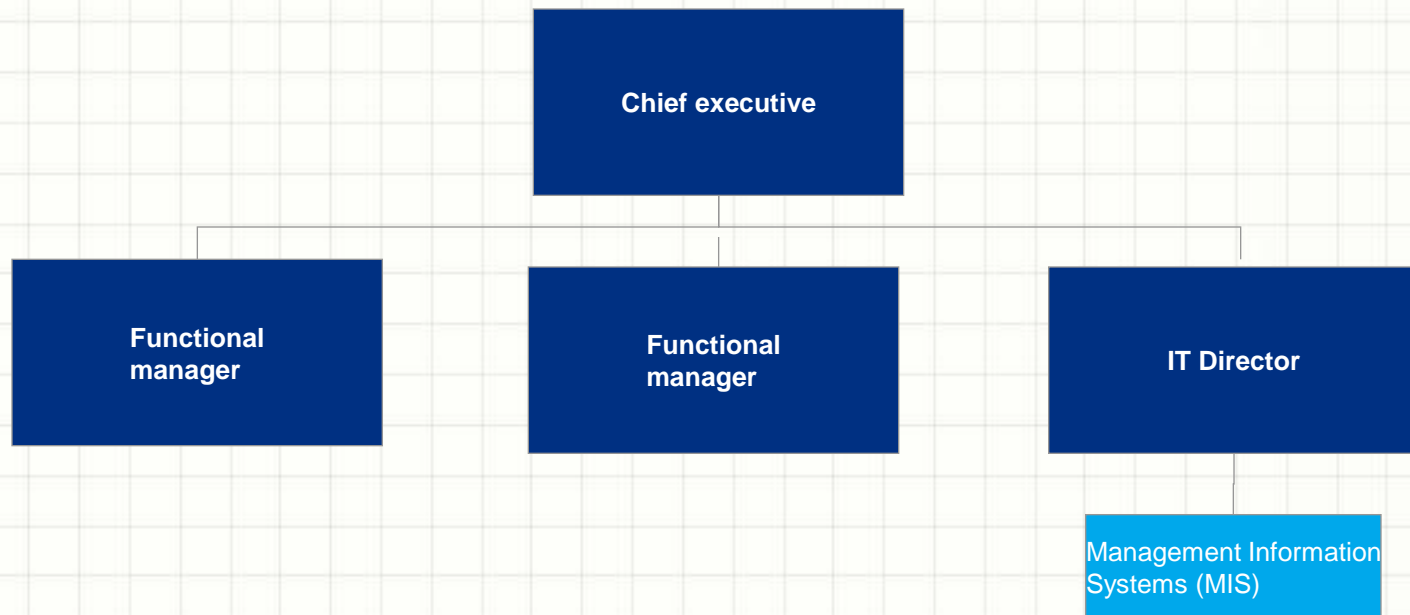 Chief executive
Functional
manager
Functional
manager
IT Director
Management Information
Systems (MIS)